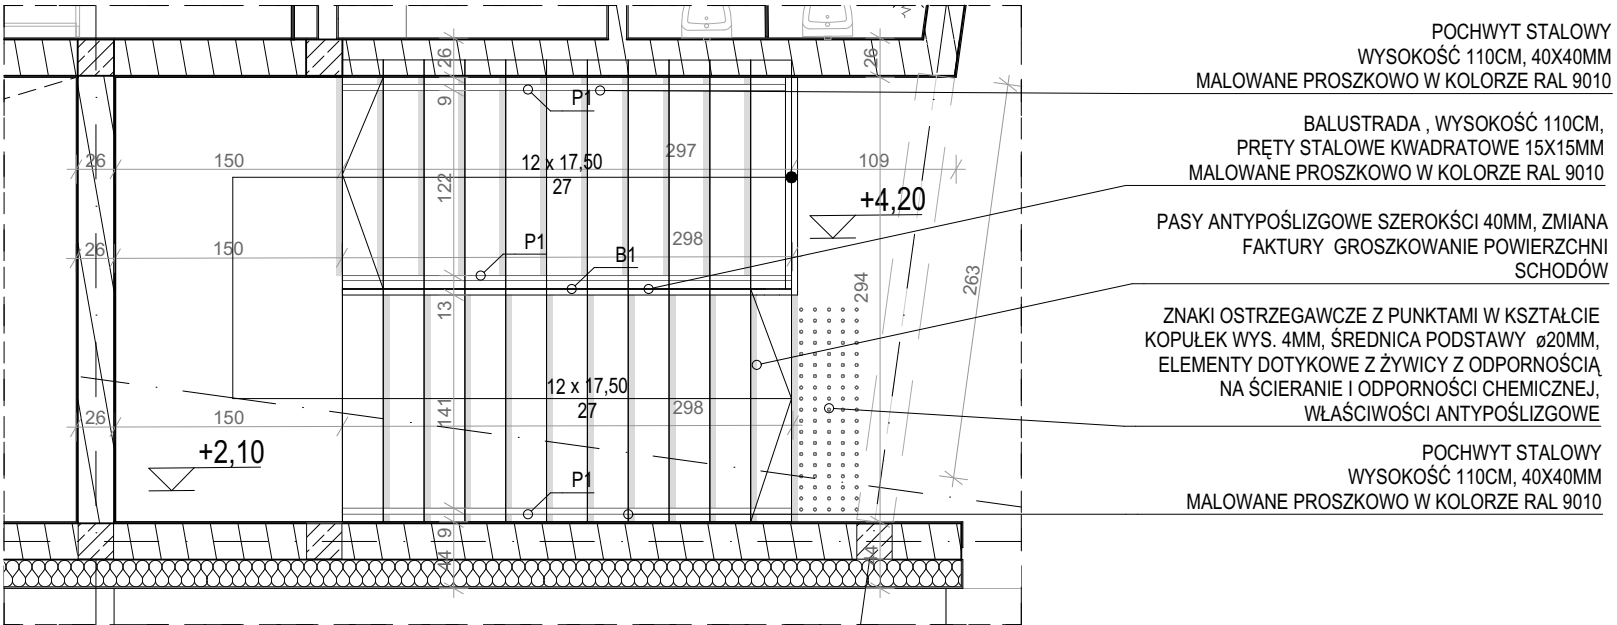 POCHWYT STALOWY
WYSOKOŚĆ 110CM, 40X40MM
MALOWANE PROSZKOWO W KOLORZE RAL 9010
BALUSTRADA , WYSOKOŚĆ 110CM,
PRĘTY STALOWE KWADRATOWE 15X15MM
MALOWANE PROSZKOWO W KOLORZE RAL 9010
PASY ANTYPOŚLIZGOWE SZEROKŚCI 40MM, ZMIANA
FAKTURY GROSZKOWANIE POWIERZCHNI
SCHODÓW
ZNAKI OSTRZEGAWCZE Z PUNKTAMI W KSZTAŁCIE
KOPUŁEK WYS. 4MM, ŚREDNICA PODSTAWY ø20MM,
ELEMENTY DOTYKOWE Z ŻYWICY Z ODPORNOŚCIĄ
NA ŚCIERANIE I ODPORNOŚCI CHEMICZNEJ,
WŁAŚCIWOŚCI ANTYPOŚLIZGOWE
POCHWYT STALOWY
WYSOKOŚĆ 110CM, 40X40MM
MALOWANE PROSZKOWO W KOLORZE RAL 9010
26
26
9
P1
26
150
12 x 17,50
27
297
109
122
+4,20
26
150
P1
B1
298
294
263
13
26
150
141
12 x 17,50
27
298
+2,10
P1
9
44
44